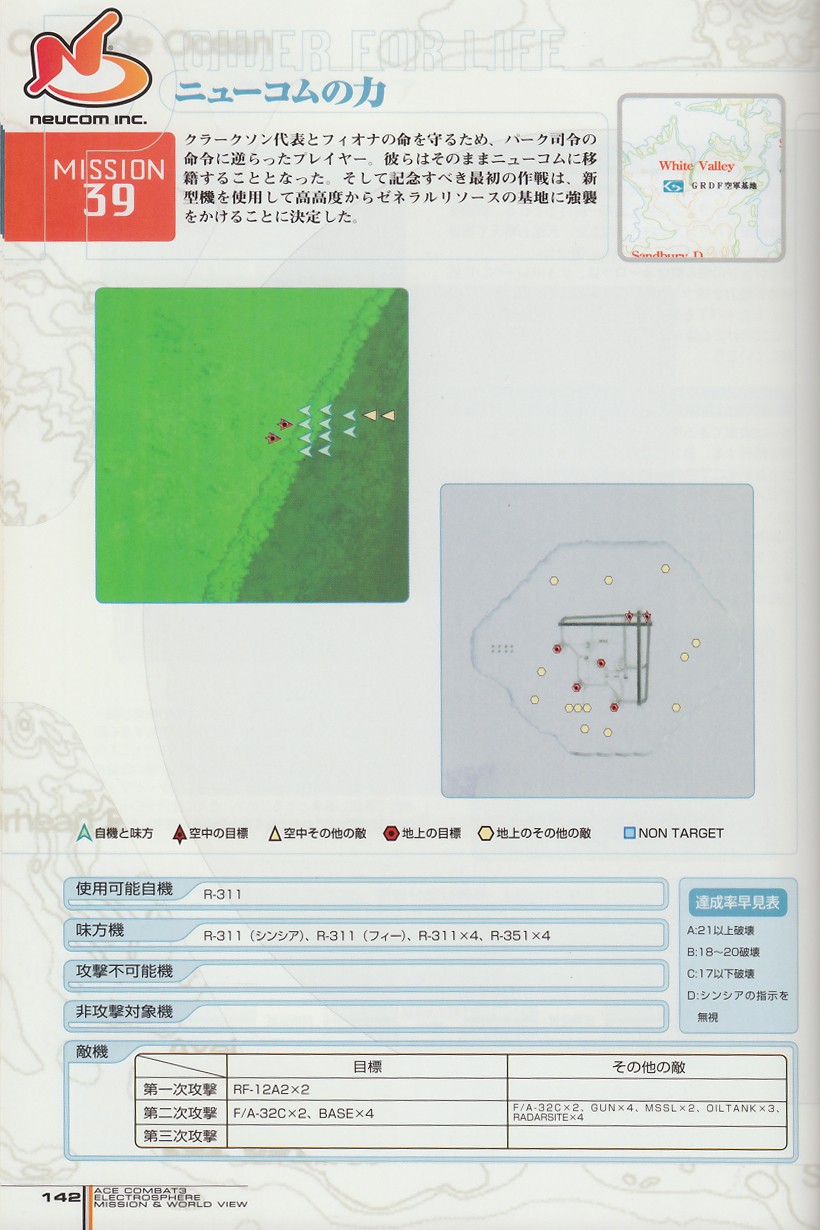 POWER FOR LIFE
neucom inc.
ニューコムの力
MISSION
39
クラークソン代表とフィオナの命を守るため、パーク司令の
命令に逆らったプレイヤー。彼らはそのままニューコムに移
籍することとなった。そして記念すべき最初の作戦は、新
型機を使用して高高度からゼネラルリソースの基地に強襲
をかけることに決定した。
White Valley
GRDF空軍基地
Sandbury D
自機と味方
空中の目標
空中その他の敵
地上の目標
地上のその他の敵
NON TARGET
使用可能自機
R-311
味方機
R-311（シンシア）、R-311（フィー）、R-311×4、R-351×4
攻撃不可能機
非攻撃対象機
達成率早見表
A:21以上破壊
B:18〜20破壊
C:17以下破壊
D:シンシアの指示を
無視
敵機
目標
その他の敵
第一次攻撃
RF-12A2×2
第二次攻撃
F/A-32C×2、BASE×4
F/A-32C×2、GUN×4、MSSL×2、OILTANK×3、
RADARSITE×4
第三次攻撃
142
ACE COMBAT3
ELECTROSPHERE
MISSION & WORLD VIEW